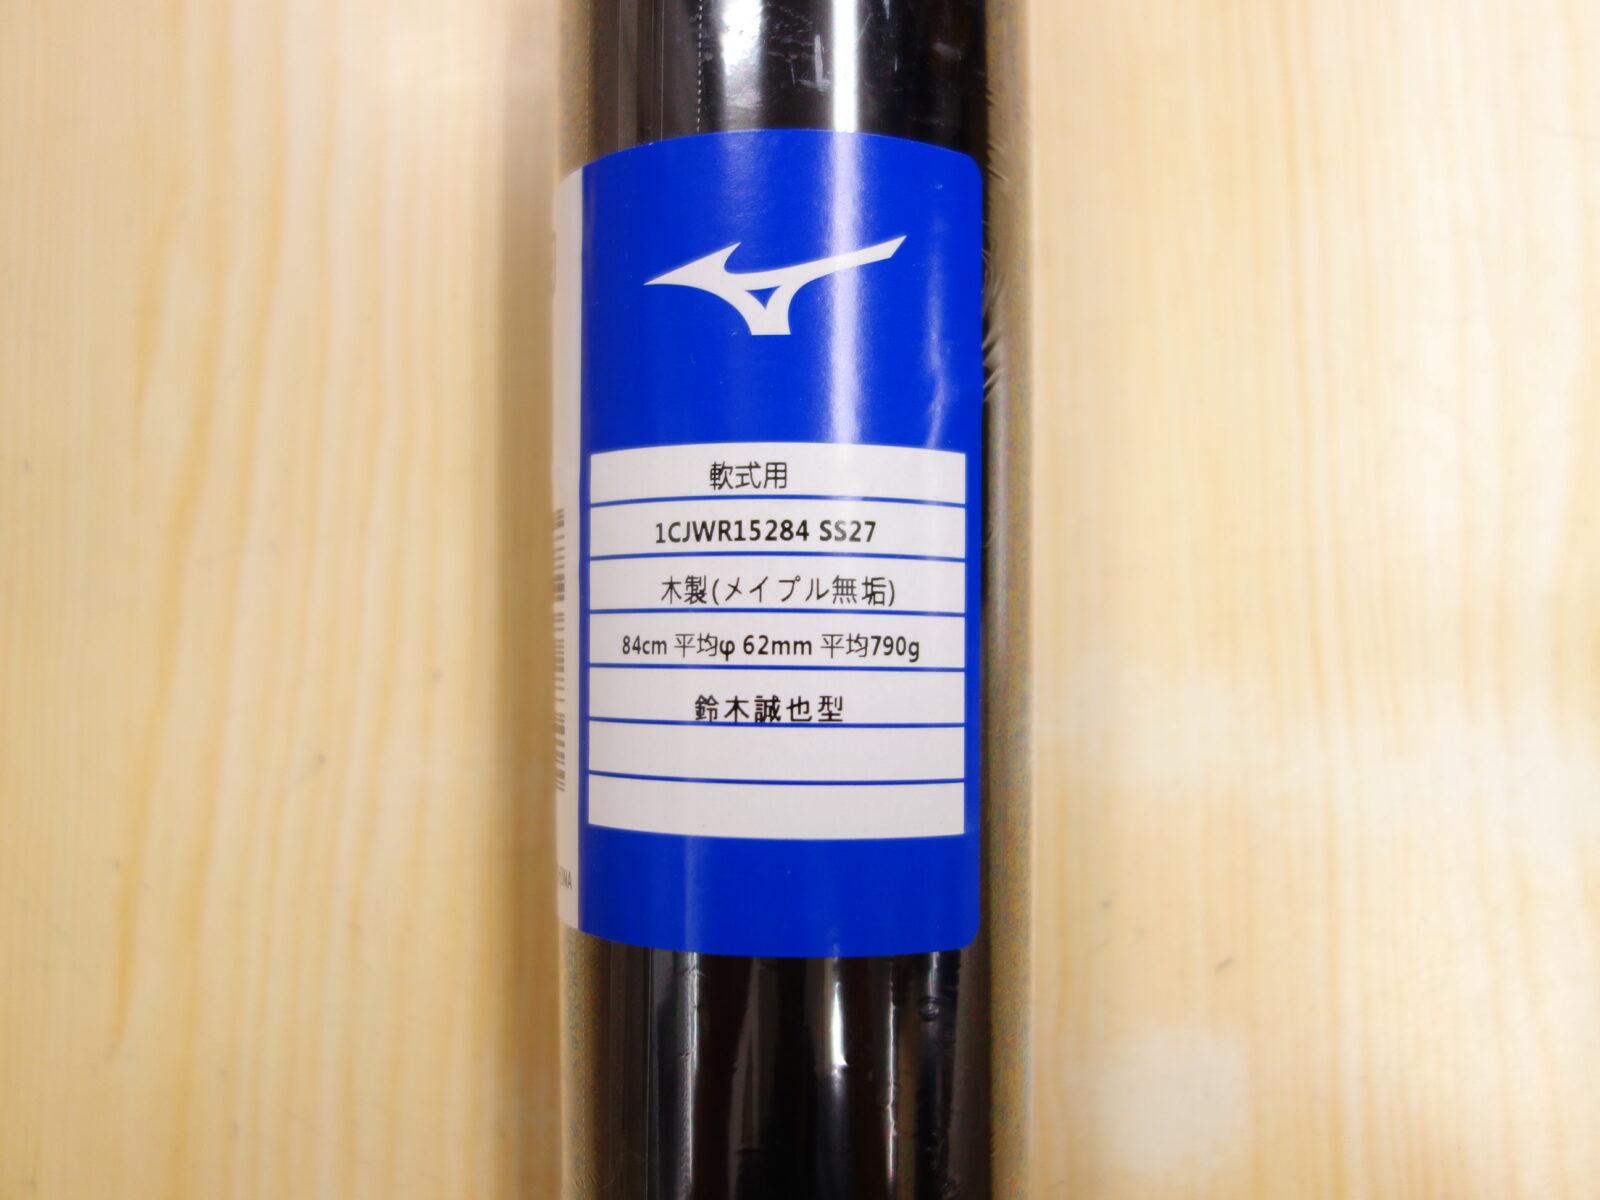 軟式用
1CJWR15284 SS27
木製(メイプル無垢)
84cm 平均φ 62mm 平均790g
鈴木誠也型